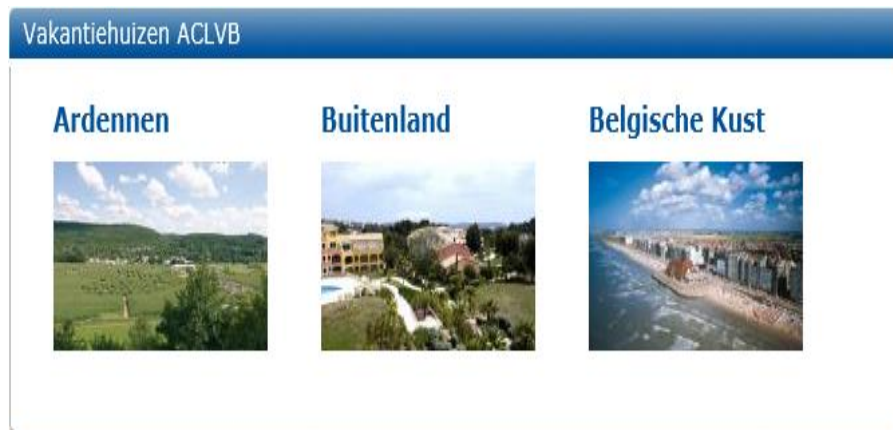 Vakantiehuizen ACLVB
Ardennen
Buitenland
Belgische Kust